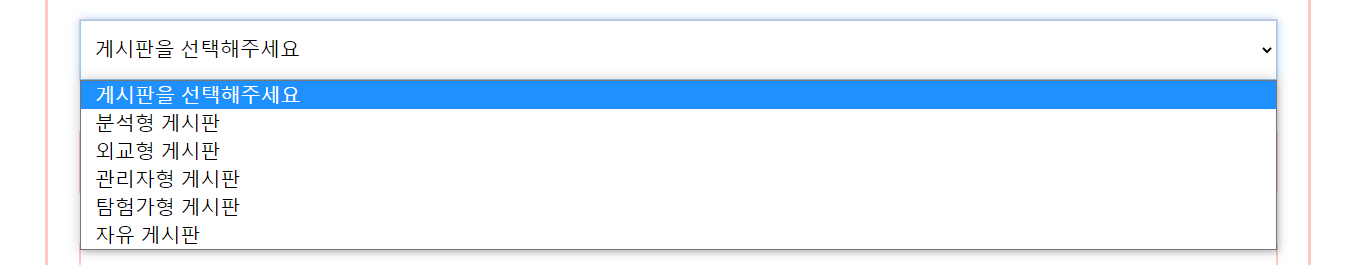 게시판을 선택해주세요
게시판을 선택해주세요
분석형 게시판
외교형 게시판
관리자형 게시판
탐험가형 게시판
자유 게시판